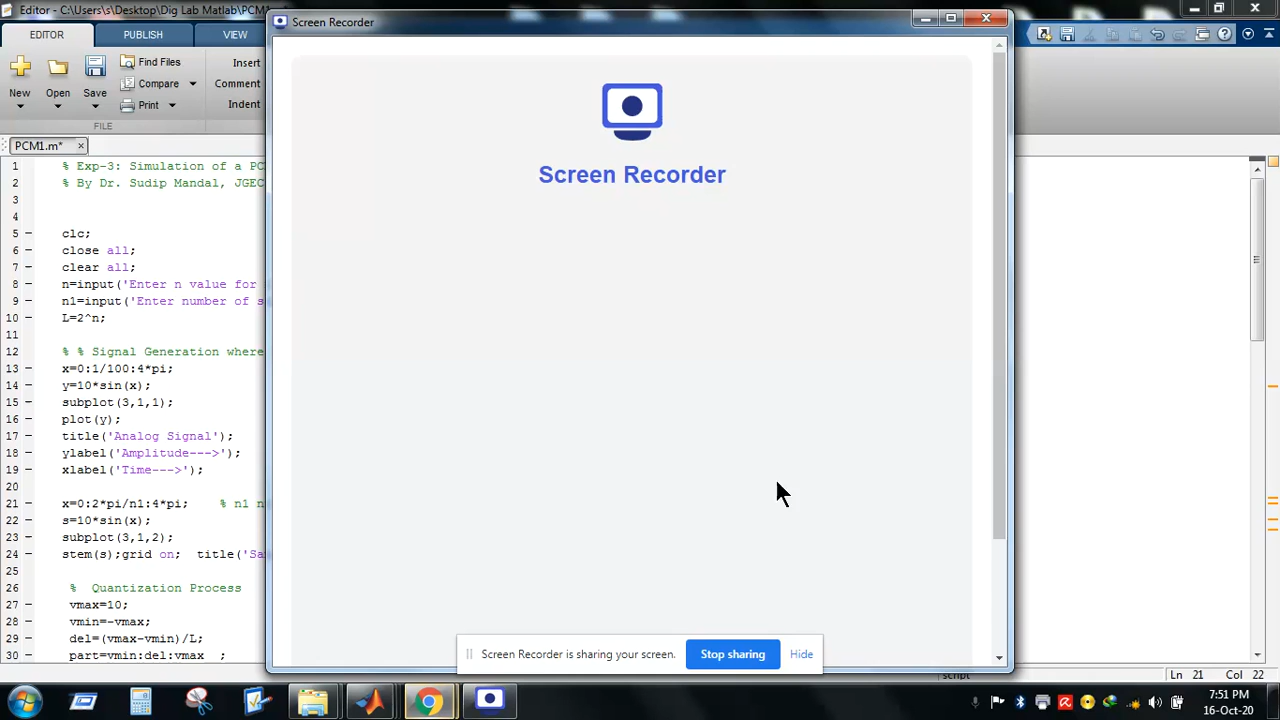 Editor - C:\Users\s\Desktop\Dig Lab Matlab\PCM1
Screen Recorder
EDITOR
PUBLISH
VIEW
New
Open
Save
Find Files
Compare
Print
Insert
Comment
Indent
FILE
PCM1.m*
Screen Recorder
1 % Exp-3: Simulation of a PC
2 % By Dr. Sudip Mandal, JGEC
3
4
5 clc;
6 close all;
7 clear all;
8 n=input('Enter n value for
9 n1=input('Enter number of s
10 L=2^n;
11
12 % % Signal Generation where
13 x=0:1/100:4*pi;
14 y=10*sin(x);
15 subplot(3,1,1);
16 plot(y);
17 title('Analog Signal');
18 ylabel('Amplitude--->');
19 xlabel('Time--->');
20
21 x=0:2*pi/n1:4*pi; % n1 n
22 s=10*sin(x);
23 subplot(3,1,2);
24 stem(s);grid on; title('Sa
25
26 % Quantization Process
27 vmax=10;
28 vmin=-vmax;
29 del=(vmax-vmin)/L;
30 part=vmin:del:vmax ;
Screen Recorder is sharing your screen.
Stop sharing
Hide
script
Ln 21 Col 22
7:51 PM
16-Oct-20